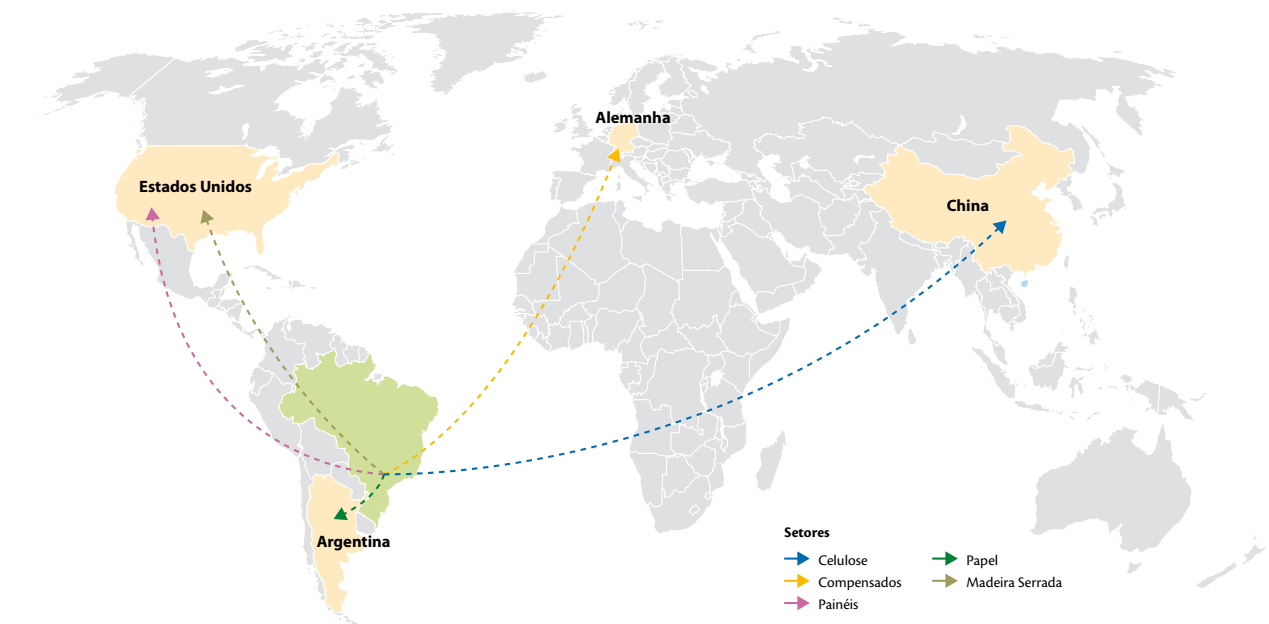 Alemanha
Estados Unidos
China
Argentina
Setores
Celulose
Compensados
Painéis
Papel
Madeira Serrada